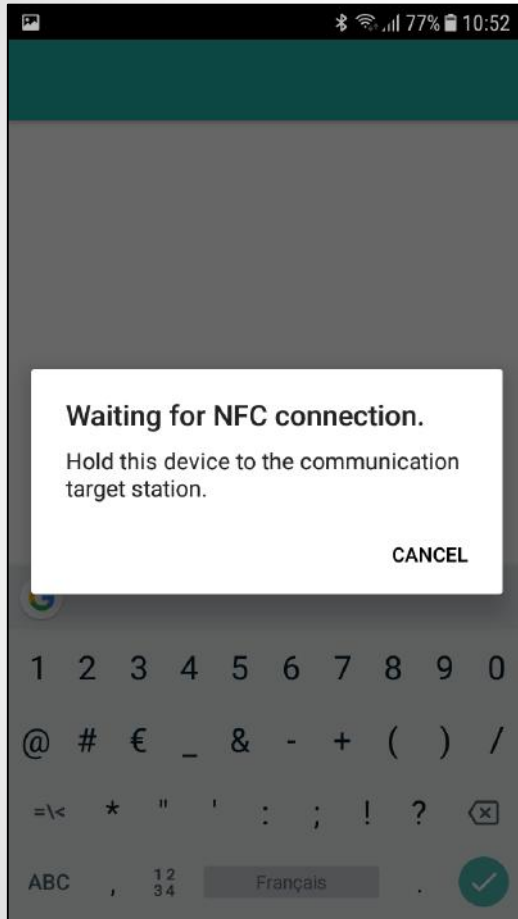 77% 10:52
Waiting for NFC connection.
Hold this device to the communication
target station.
CANCEL
G
1 2 3 4 5 6 7 8 9 0
@ # € _ & - + ( ) /
=\< * " ' : ; ! ?
ABC , 12 Français .
34